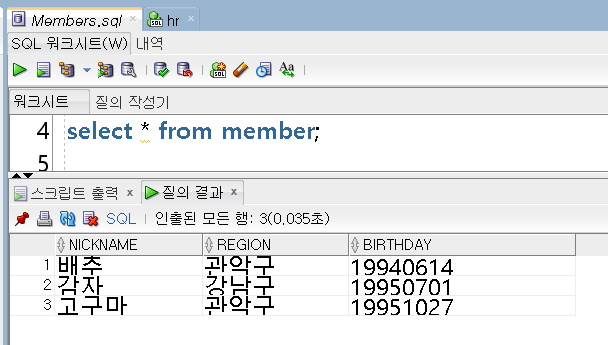 Members.sql hr
SQL 워크시트(W) 내역
워크시트 질의 작성기
4 select * from member;
5
스크립트 출력 x 질의 결과 x
SQL | 인출된 모든 행: 3(0,035초)
NICKNAME REGION BIRTHDAY
1 배추 관악구 19940614
2 감자 강남구 19950701
3 고구마 관악구 19951027